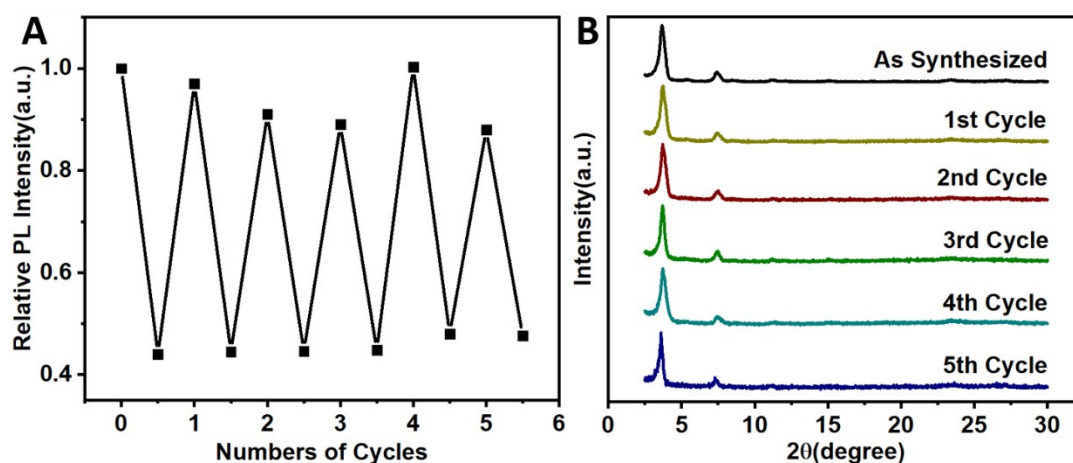 A
Relative PL Intensity(a.u.)
1.0
0.8
0.6
0.4
0 1 2 3 4 5 6
Numbers of Cycles
B
Intensity(a.u.)
As Synthesized
1st Cycle
2nd Cycle
3rd Cycle
4th Cycle
5th Cycle
0 5 10 15 20 25 30
2θ(degree)